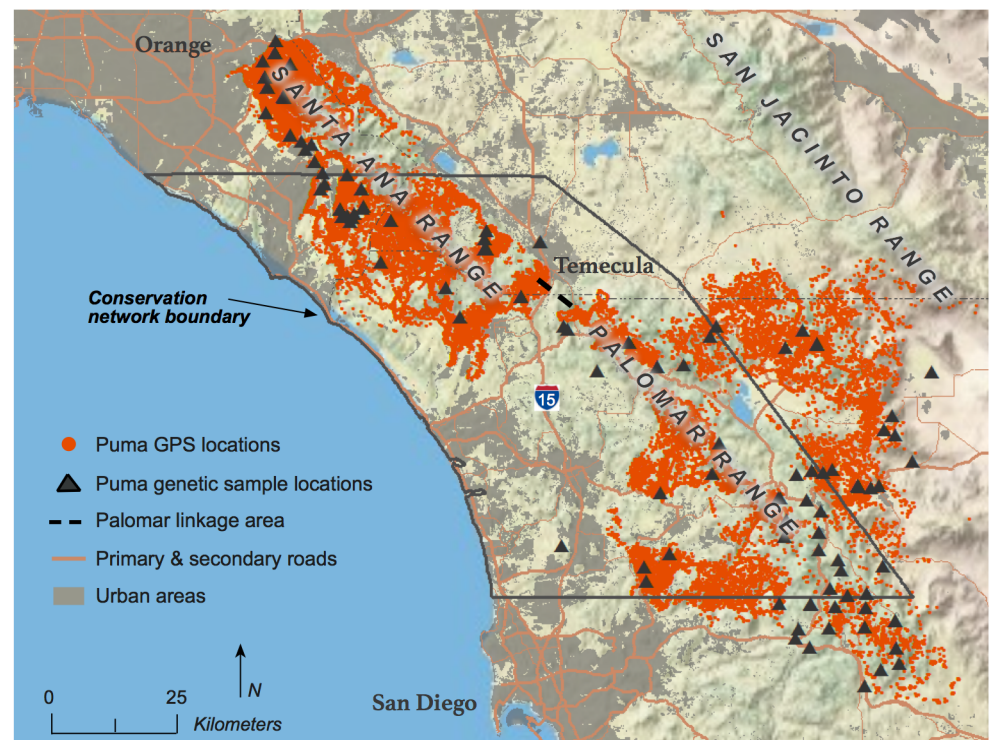 Orange
SANTA ANA RANGE
SAN JACINTO RANGE
Temecula
Conservation
network boundary
PALOMAR RANGE
15
Puma GPS locations
Puma genetic sample locations
Palomar linkage area
Primary & secondary roads
Urban areas
N
0 25
Kilometers
San Diego